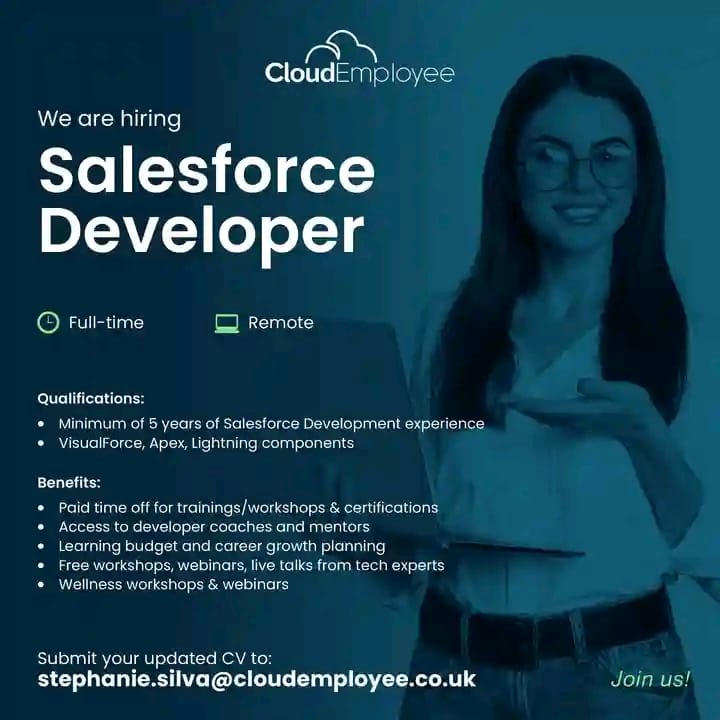 CloudEmployee
We are hiring
Salesforce
Developer
Full-time
Remote
Qualifications:
• Minimum of 5 years of Salesforce Development experience
• VisualForce, Apex, Lightning components
Benefits:
• Paid time off for trainings/workshops & certifications
• Access to developer coaches and mentors
• Learning budget and career growth planning
• Free workshops, webinars, live talks from tech experts
• Wellness workshops & webinars
Submit your updated CV to:
stephanie.silva@cloudemployee.co.uk
Join us!